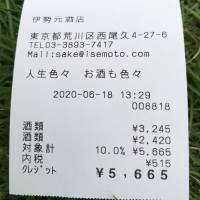 伊勢元酒店
東京都荒川区西尾久4-27-6
TEL03-3893-7417
Mail:sake@isemoto.com
人生色々 お酒も色々
2020-06-18 13:29
008818
酒類 ¥3,245
酒類 ¥2,420
対象計 10.0% ¥5,665
内税 ¥515
クレジット ¥5,665